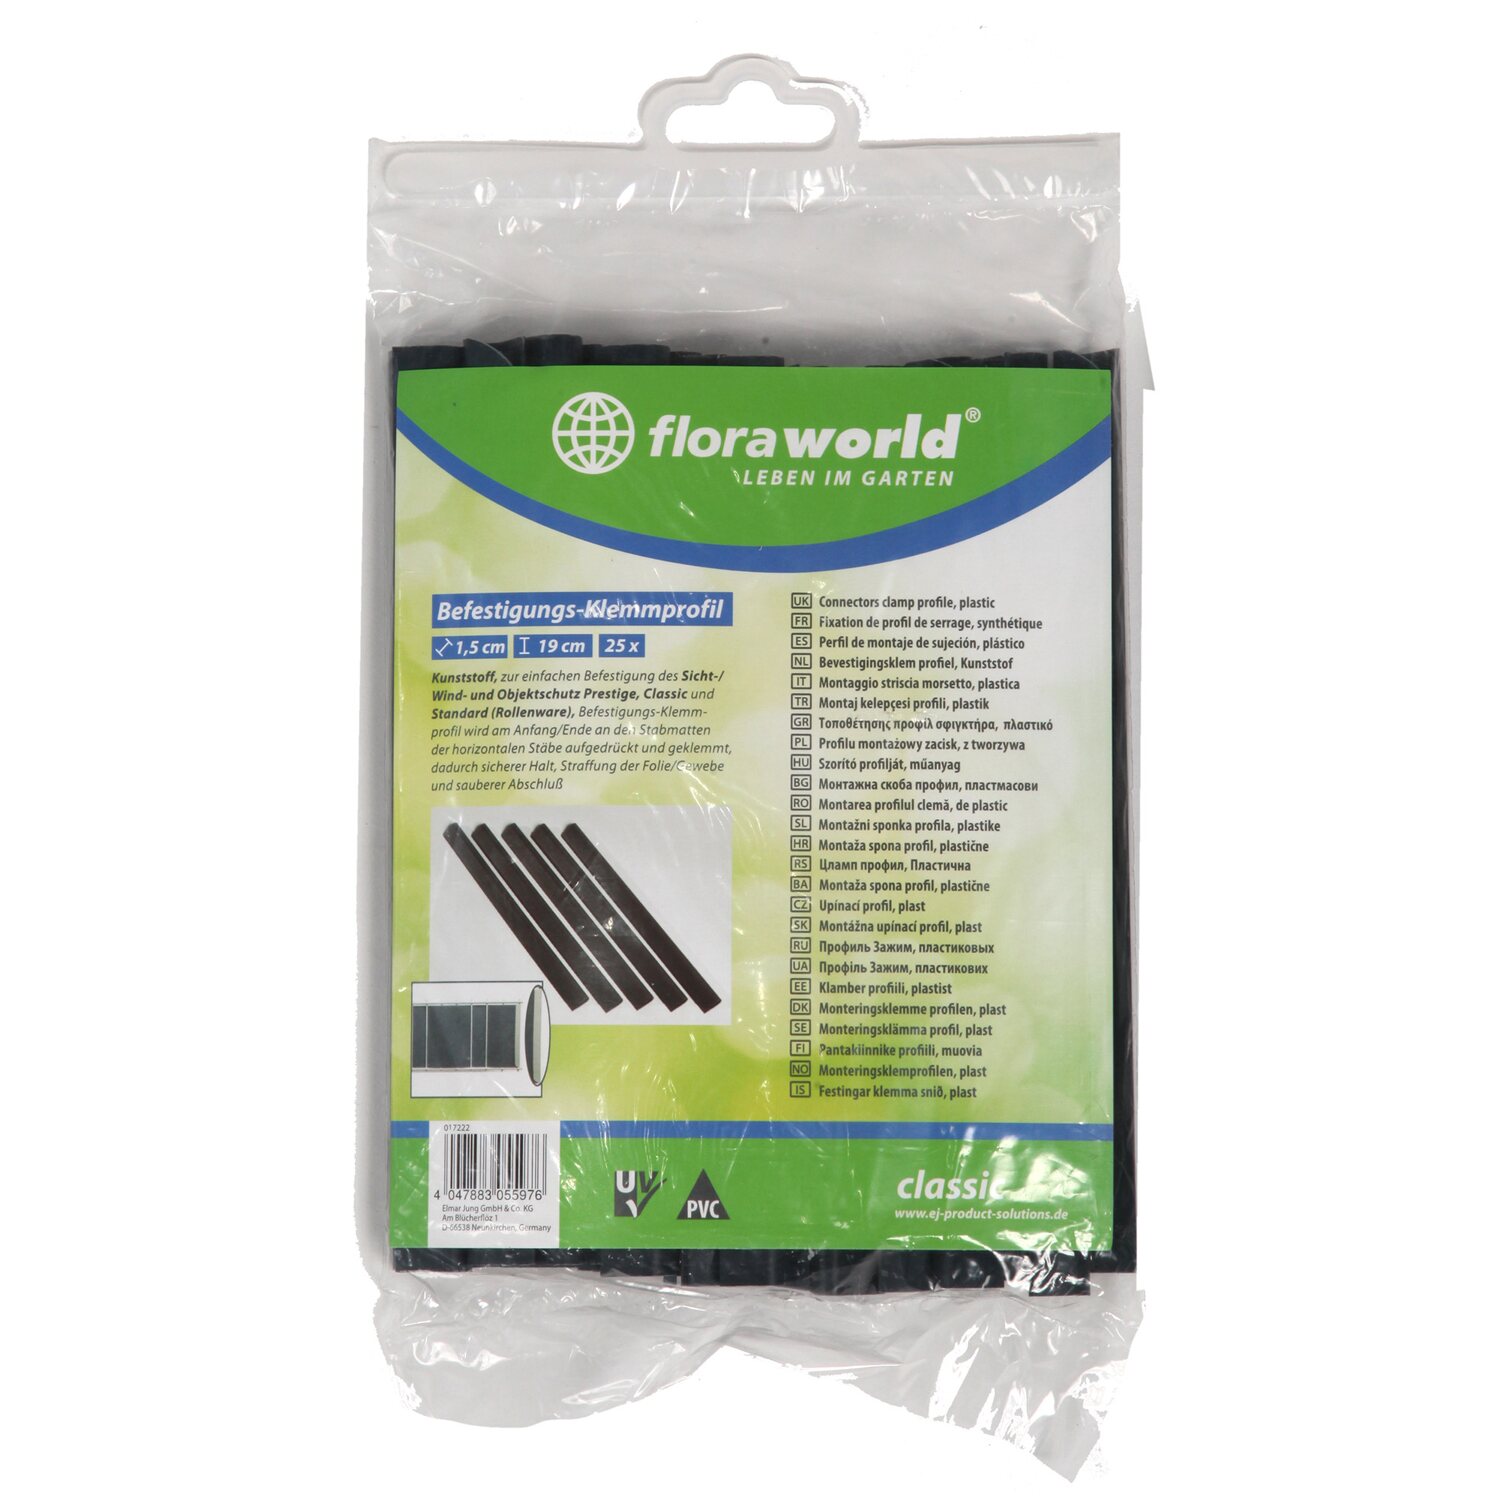 floraworld®
LEBEN IM GARTEN
Befestigungs-Klemmprofil
1,5 cm 19 cm 25 x
Kunststoff, zur einfachen Befestigung des Sicht-/
Wind- und Objektschutz Prestige, Classic und
Standard (Rollenware), Befestigungs-Klemm-
profil wird am Anfang/Ende an den Stabmatten
der horizontalen Stäbe aufgedrückt und geklemmt,
dadurch sicherer Halt, Straffung der Folie/Gewebe
und sauberer Abschluß
UK Connectors clamp profile, plastic
FR Fixation de profil de serrage, synthétique
ES Perfil de montaje de sujeción, plástico
NL Bevestigingsklem profiel, Kunststof
IT Montaggio striscia morsetto, plastica
TR Montaj kelepçesi profili, plastik
GR Τοποθέτησης προφίλ σφιγκτήρα, πλαστικό
PL Profilu montażowy zacisk, z tworzywa
HU Szorító profilját, műanyag
BG Монтажна скоба профил, пластмасови
RO Montarea profilul clemă, de plastic
SL Montažni sponka profila, plastike
HR Montaža spona profil, plastične
RS Цламп профил, Пластична
BA Montaža spona profil, plastične
CZ Upínací profil, plast
SK Montážna upínací profil, plast
RU Профиль Зажим, пластиковых
UA Профіль Зажим, пластикових
EE Klamber profiili, plastist
DK Monteringsklemme profilen, plast
SE Monteringsklämma profil, plast
FI Pantakiinnike profiili, muovia
NO Monteringsklemprofilen, plast
IS Festingar klemma snið, plast
017222
4 047883 055976
Elmar Jung GmbH & Co. KG
Am Blücherflöz 1
D-66538 Neunkirchen, Germany
UV
PVC
classic
www.ej-product-solutions.de